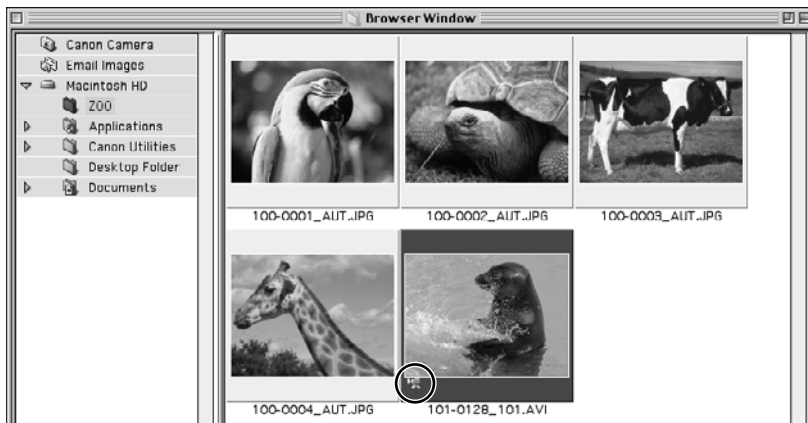 Browser Window
Canon Camera
Email Images
Macintosh HD
ZOO
Applications
Canon Utilities
Desktop Folder
Documents
100-0001_AUT.JPG
100-0002_AUT.JPG
100-0003_AUT.JPG
100-0004_AUT.JPG
101-0128_101.AVI